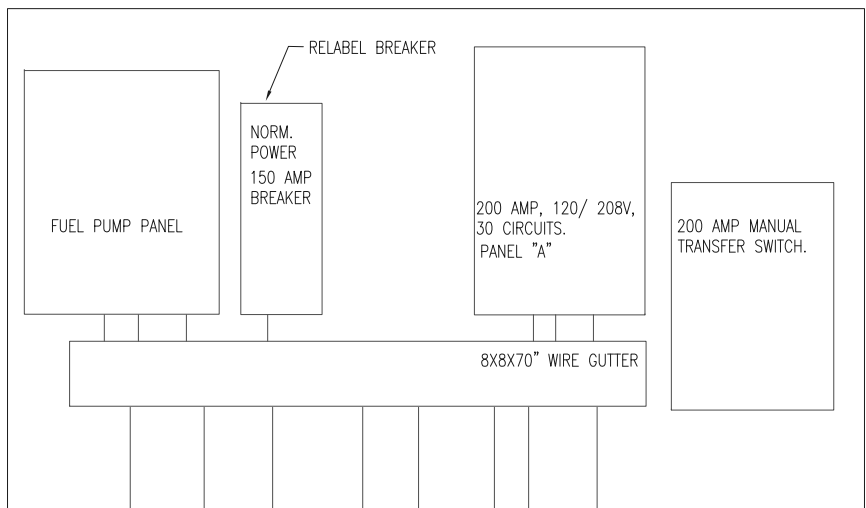 RELABEL BREAKER
NORM.
POWER
150 AMP
BREAKER
FUEL PUMP PANEL
200 AMP, 120/ 208V,
30 CIRCUITS.
PANEL "A"
200 AMP MANUAL
TRANSFER SWITCH.
8X8X70" WIRE GUTTER